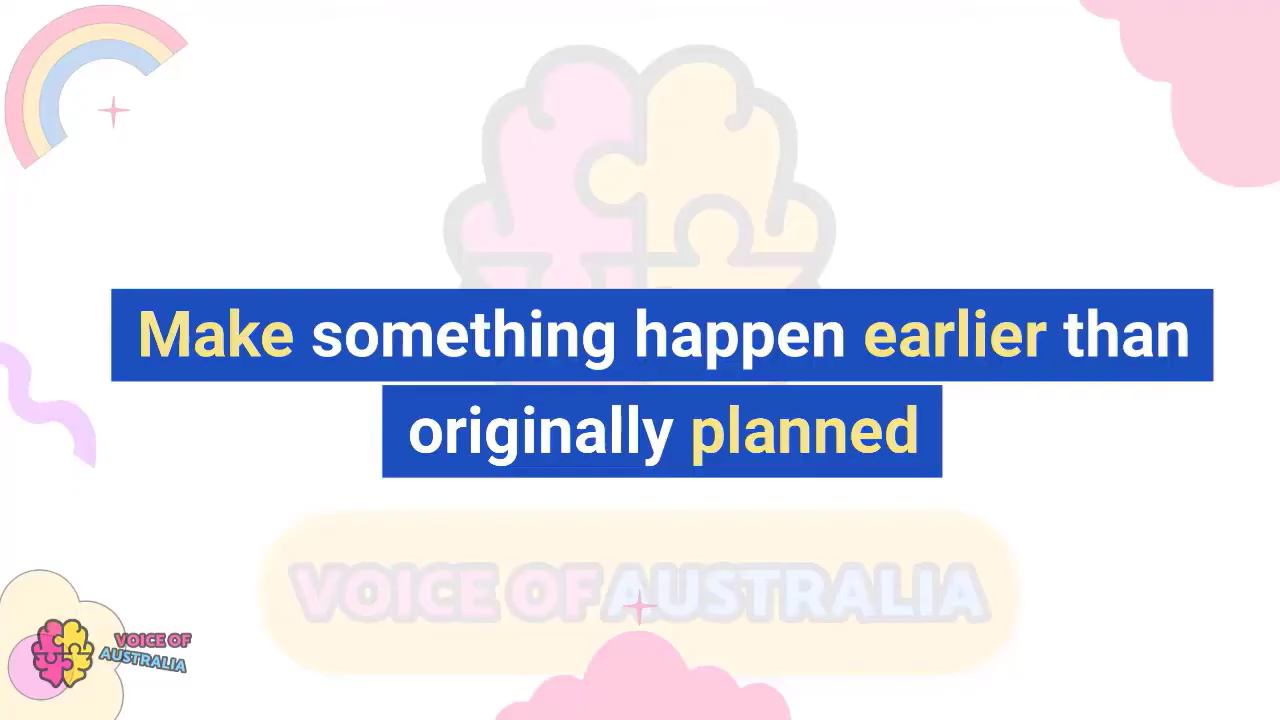 Make something happen earlier than
originally planned
VOICE OF AUSTRALIA
VOICE OF
AUSTRALIA